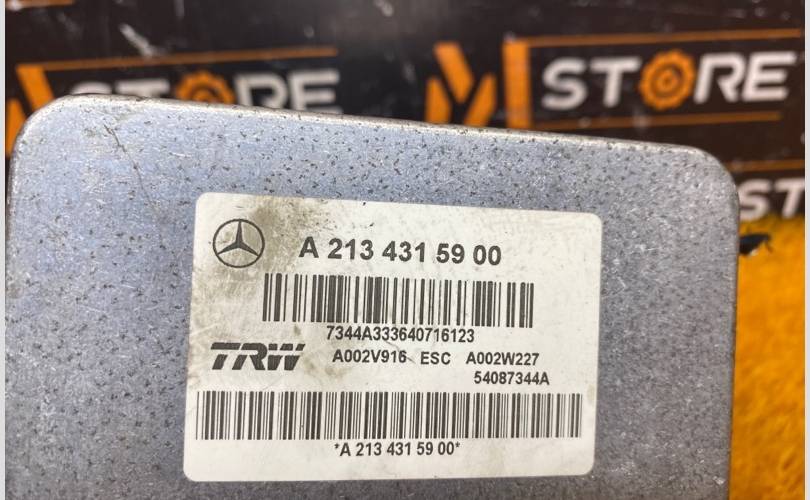 STORE
STORE
ST
A 213 431 59 00
7344A333640716123
TRW
A002V916 ESC A002W227
54087344A
*A 213 431 59 00*